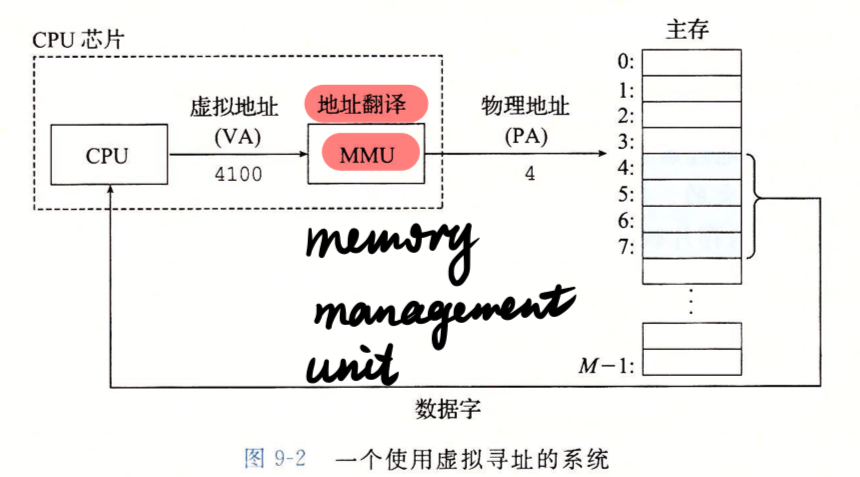 CPU 芯片
主存
虚拟地址
(VA)
4100
地址翻译
物理地址
(PA)
4
CPU
MMU
0:
1:
2:
3:
4:
5:
6:
7:
⋮
M−1:
memory
management
unit
数据字
图 9-2 一个使用虚拟寻址的系统